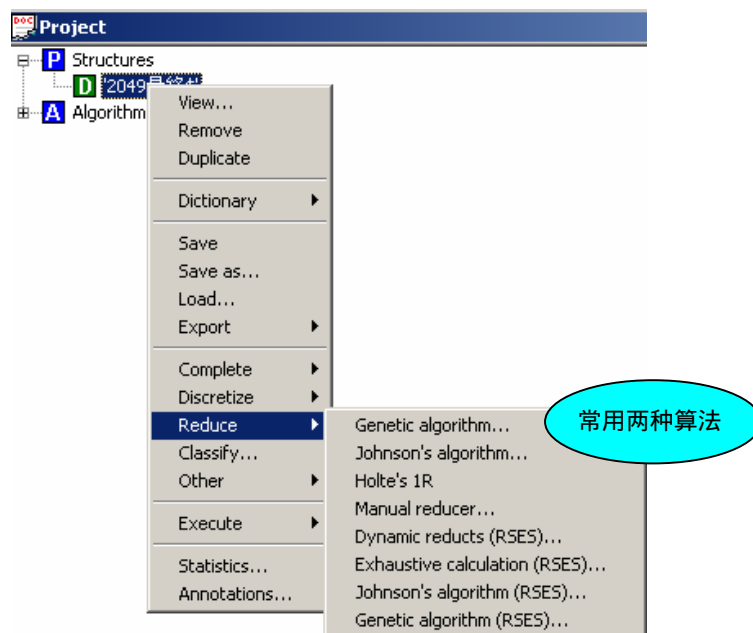 DOC
Project
P Structures
D '2049
A Algorithm
View...
Remove
Duplicate
Dictionary
Save
Save as...
Load...
Export
Complete
Discretize
Reduce
Classify...
Other
Execute
Statistics...
Annotations...
Genetic algorithm...
Johnson's algorithm...
Holte's 1R
Manual reducer...
Dynamic reducts (RSES)...
Exhaustive calculation (RSES)...
Johnson's algorithm (RSES)...
Genetic algorithm (RSES)...
常用两种算法